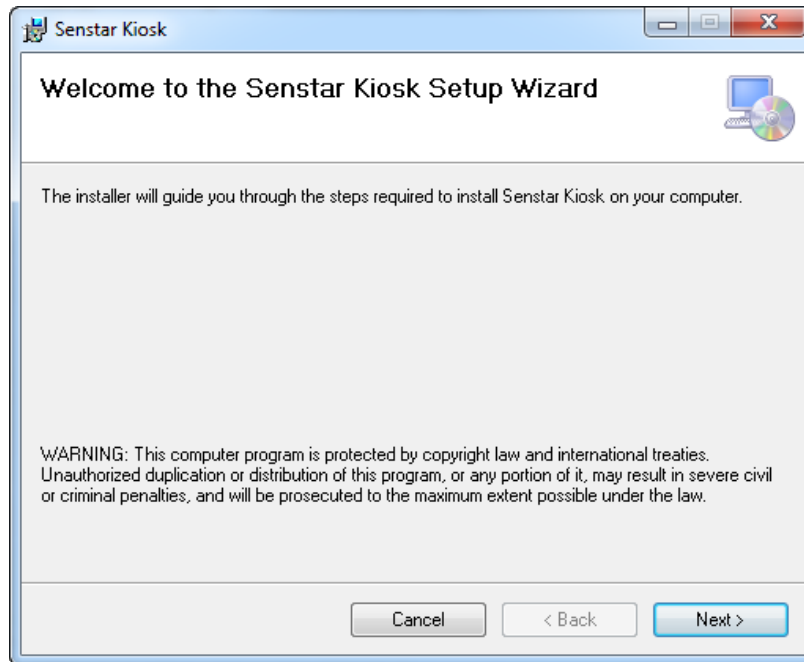 Senstar Kiosk
Welcome to the Senstar Kiosk Setup Wizard
The installer will guide you through the steps required to install Senstar Kiosk on your computer.
WARNING: This computer program is protected by copyright law and international treaties.
Unauthorized duplication or distribution of this program, or any portion of it, may result in severe civil
or criminal penalties, and will be prosecuted to the maximum extent possible under the law.
Cancel
< Back
Next >